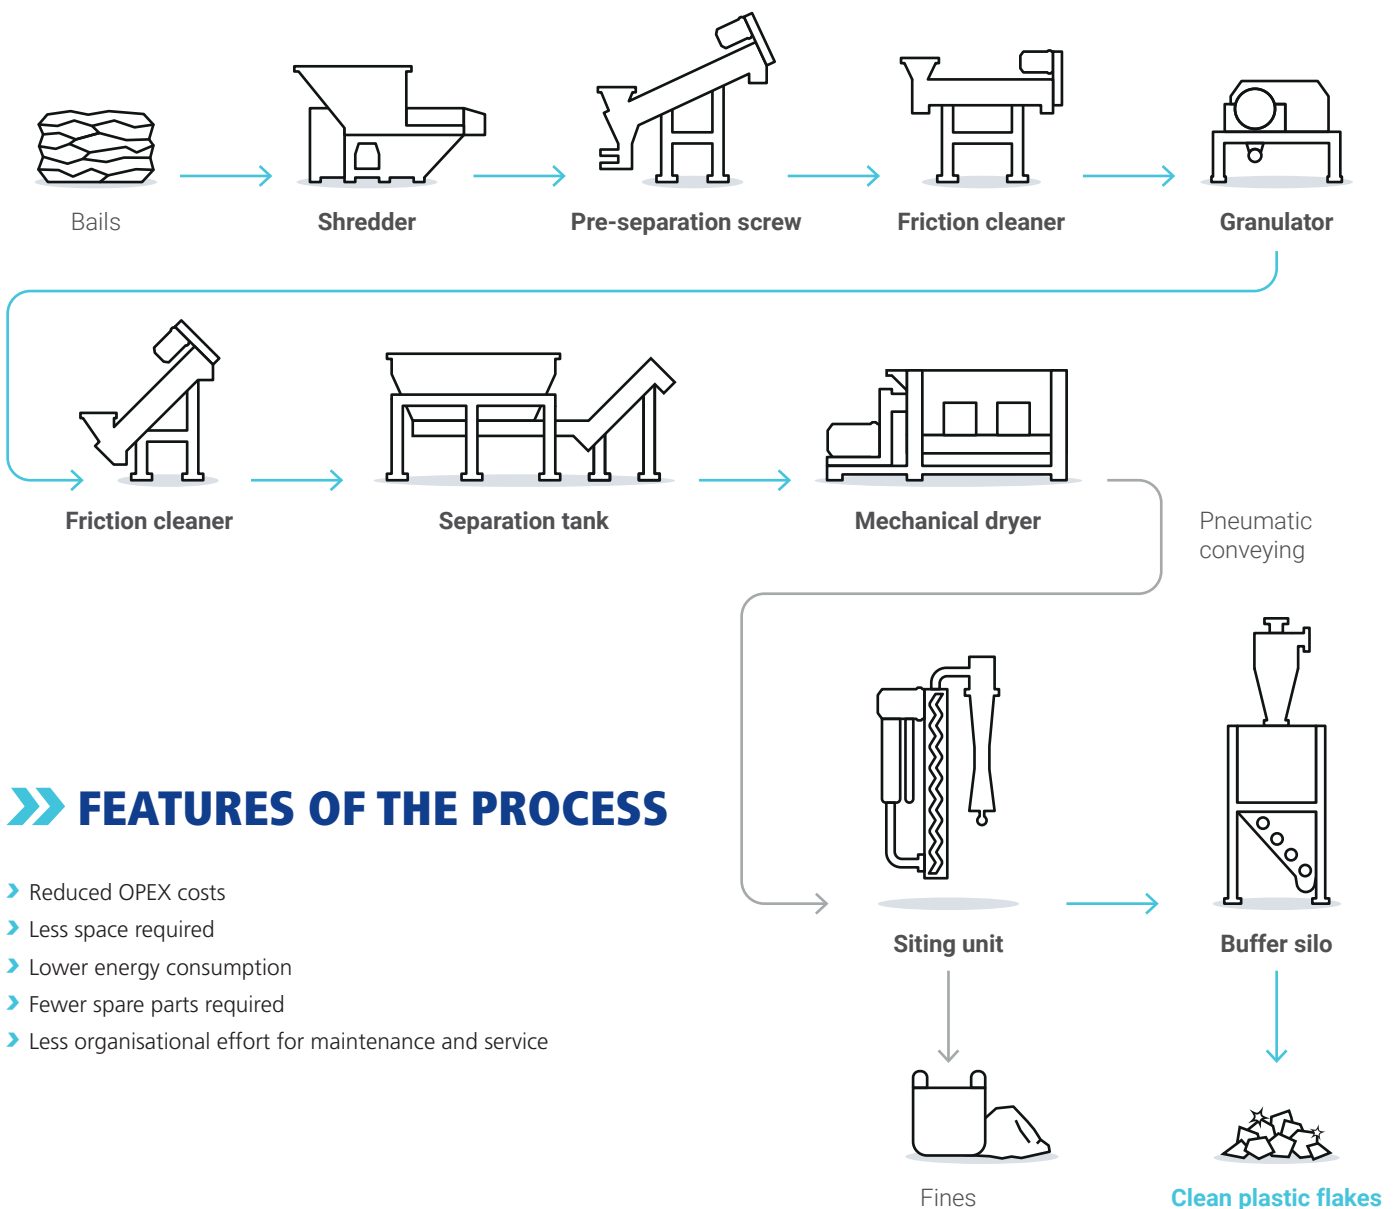 Bails
Shredder
Pre-separation screw
Friction cleaner
Granulator
Friction cleaner
Separation tank
Mechanical dryer
Pneumatic
conveying
Siting unit
Buffer silo
Fines
Clean plastic flakes
FEATURES OF THE PROCESS
Reduced OPEX costs
Less space required
Lower energy consumption
Fewer spare parts required
Less organisational effort for maintenance and service